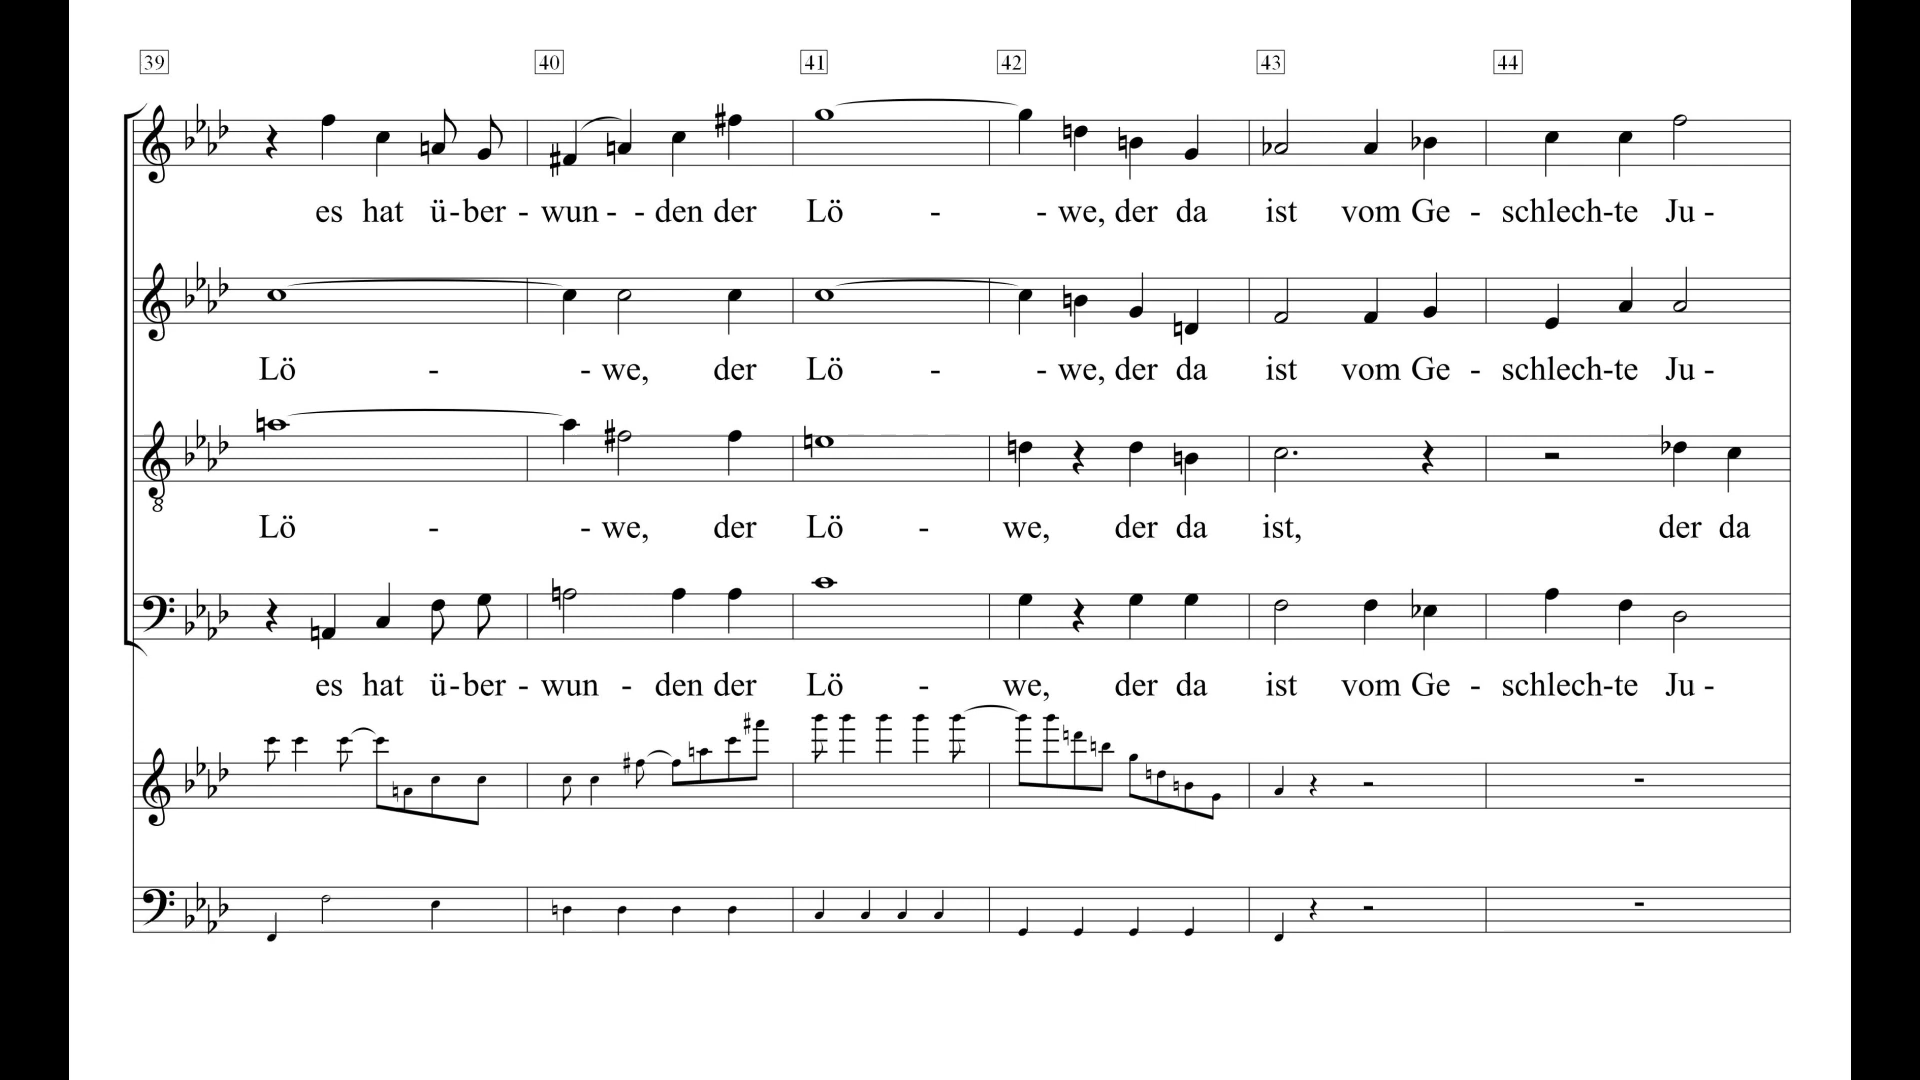 39 40 41 42 43 44
es hat ü-ber - wun - - den der Lö - - we, der da ist vom Ge - schlech-te Ju -
Lö - - we, der Lö - - we, der da ist vom Ge - schlech-te Ju -
8
Lö - - we, der Lö - we, der da ist, der da
es hat ü-ber - wun - den der Lö - we, der da ist vom Ge - schlech-te Ju -